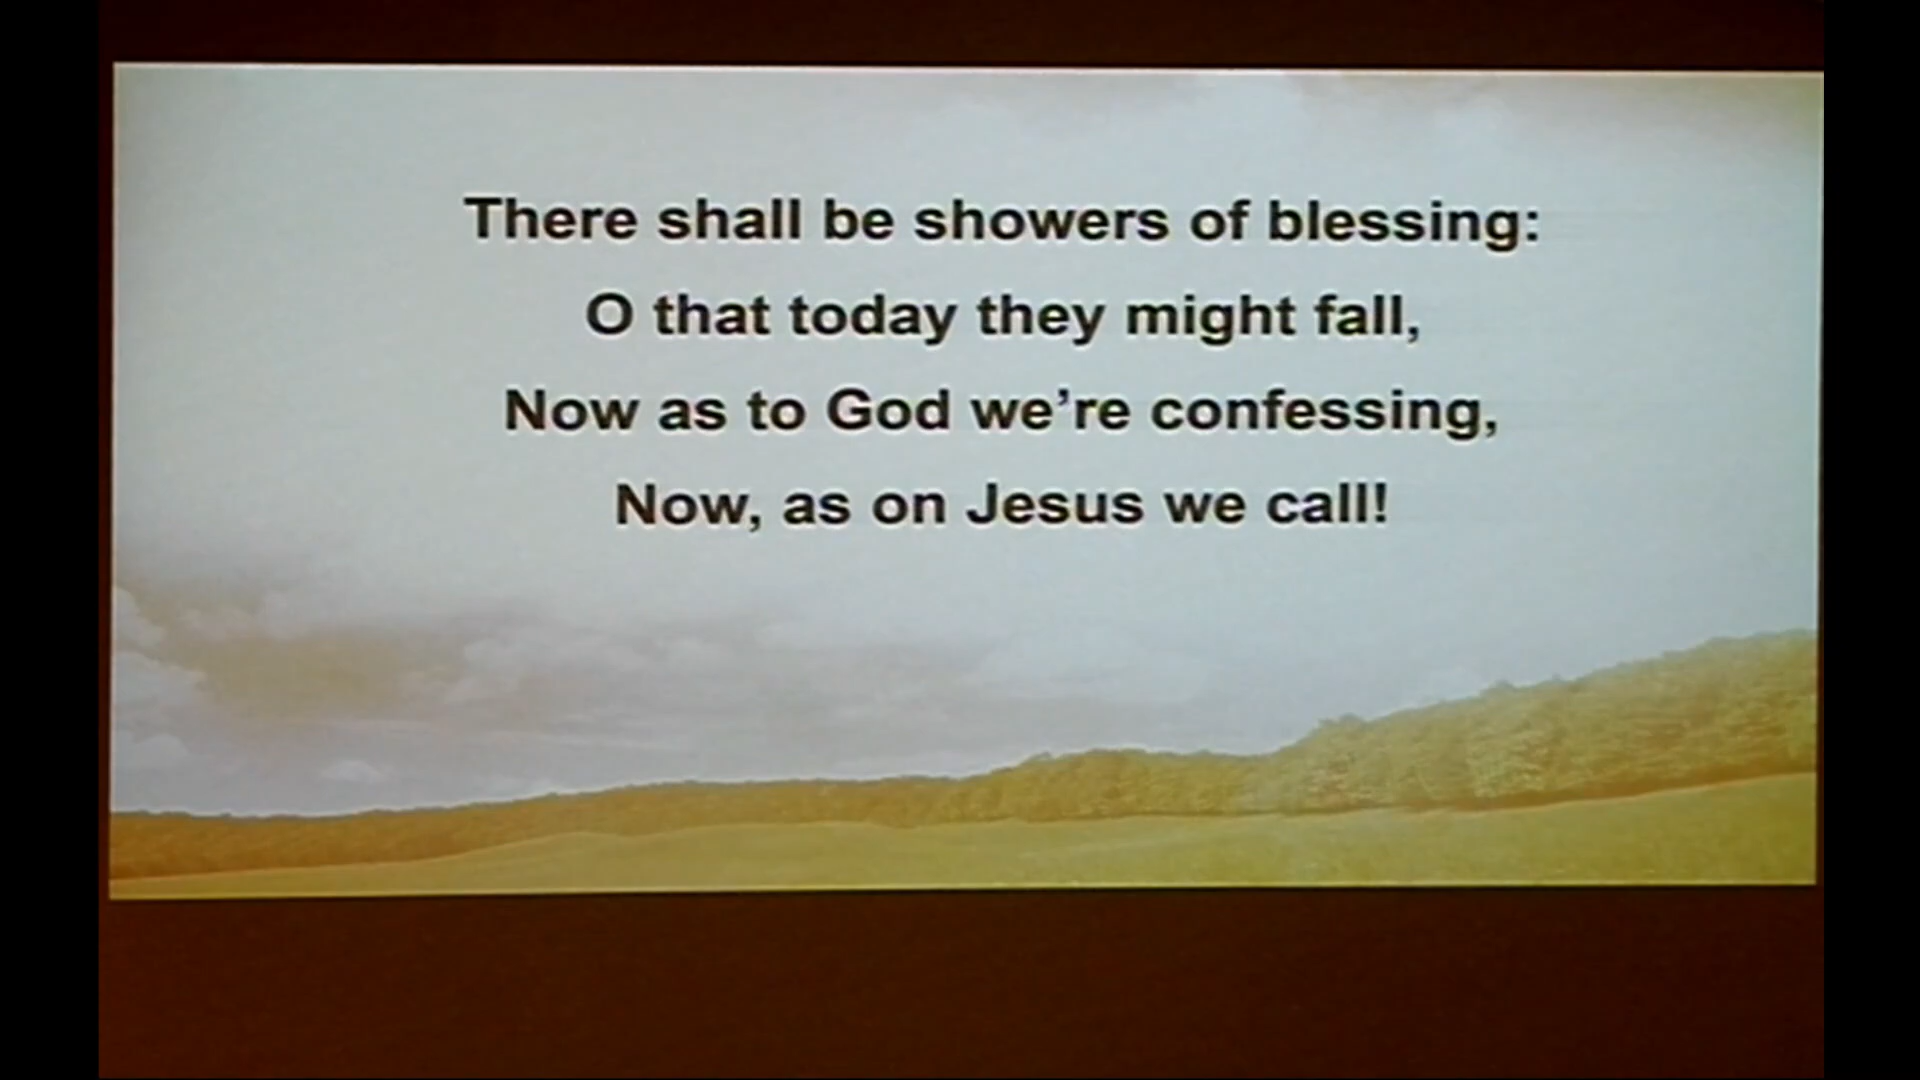 There shall be showers of blessing:
O that today they might fall,
Now as to God we’re confessing,
Now, as on Jesus we call!